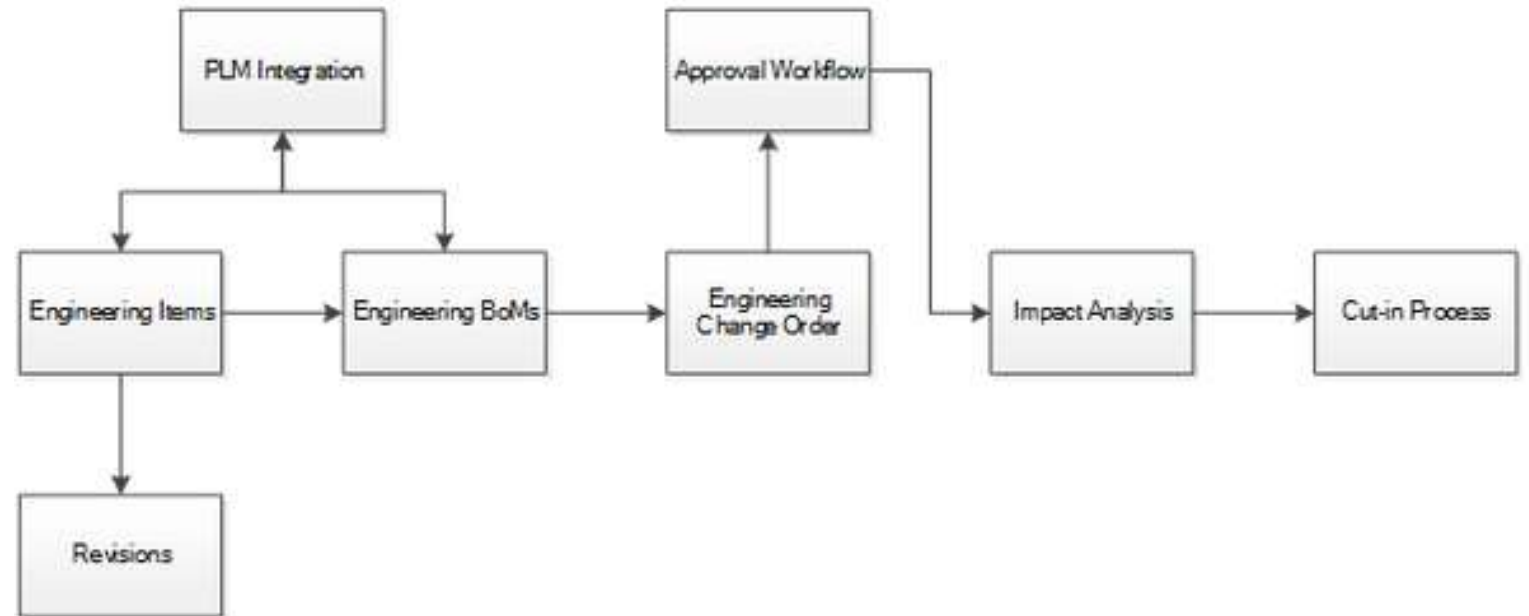 PLM Integration
Approval Workflow
Engineering Items
Engineering BoMs
Engineering
Change Order
Impact Analysis
Cut-in Process
Revisions